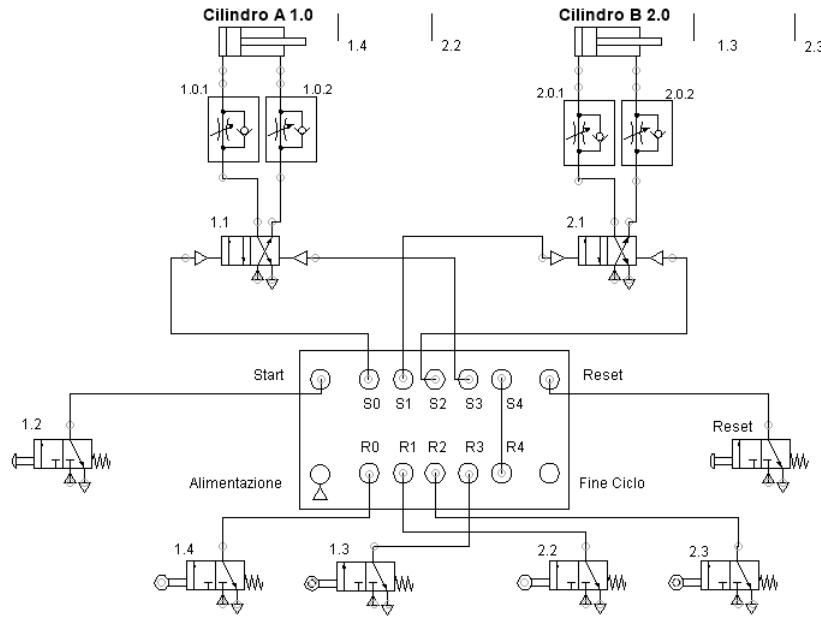 Cilindro A 1.0
Cilindro B 2.0
1.4
2.2
1.3
2.3
1.0.1
1.0.2
2.0.1
2.0.2
1.1
2.1
Start
Reset
S0 S1 S2 S3 S4
1.2
Reset
R0 R1 R2 R3 R4
Alimentazione
Fine Ciclo
1.4
1.3
2.2
2.3